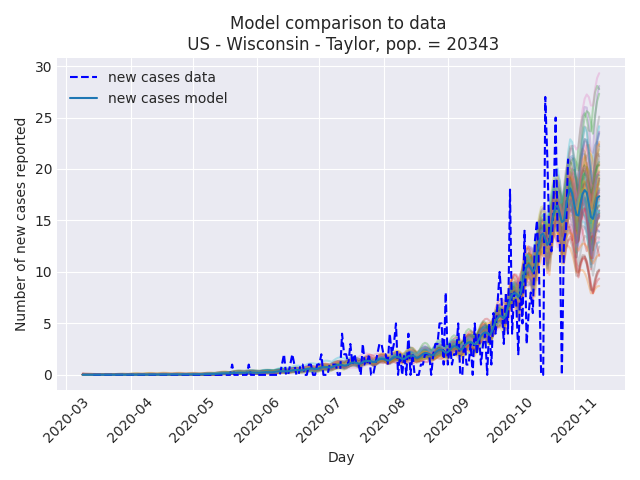 Model comparison to data
US - Wisconsin - Taylor, pop. = 20343
new cases data
new cases model
Number of new cases reported
30
25
20
15
10
5
0
2020-03
2020-04
2020-05
2020-06
2020-07
2020-08
2020-09
2020-10
2020-11
Day